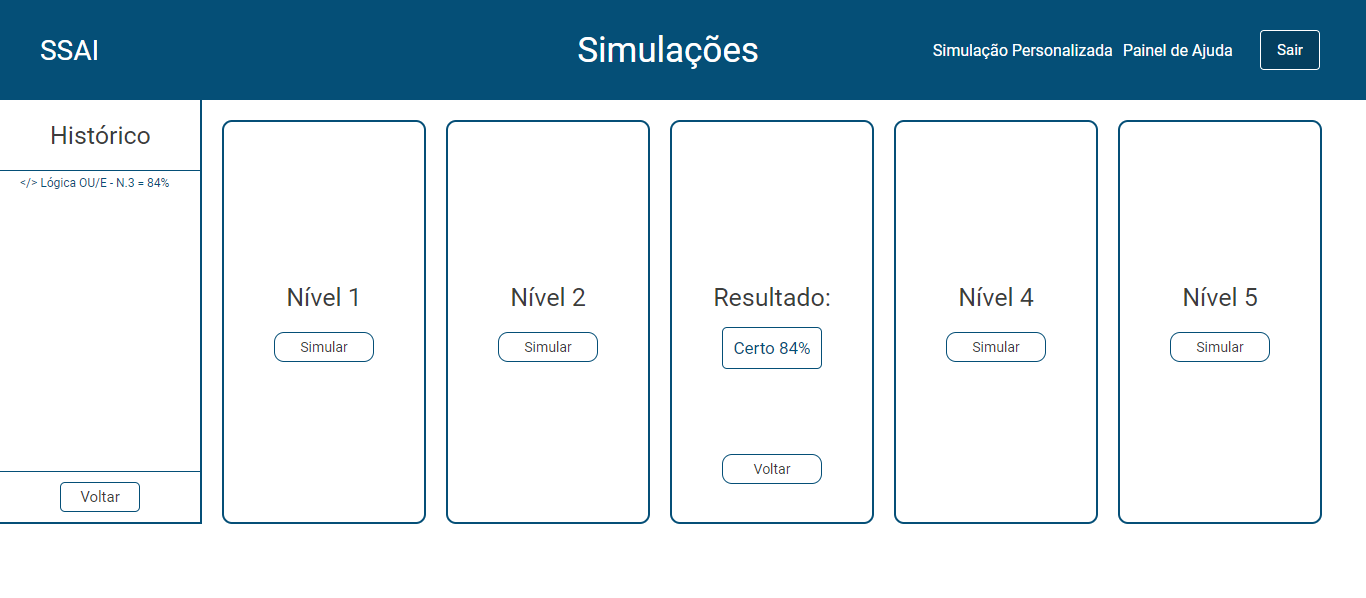 SSAI
Simulações
Simulação Personalizada
Painel de Ajuda
Sair
Histórico
</> Lógica OU/E - N.3 = 84%
Voltar
Nível 1
Simular
Nível 2
Simular
Resultado:
Certo 84%
Voltar
Nível 4
Simular
Nível 5
Simular